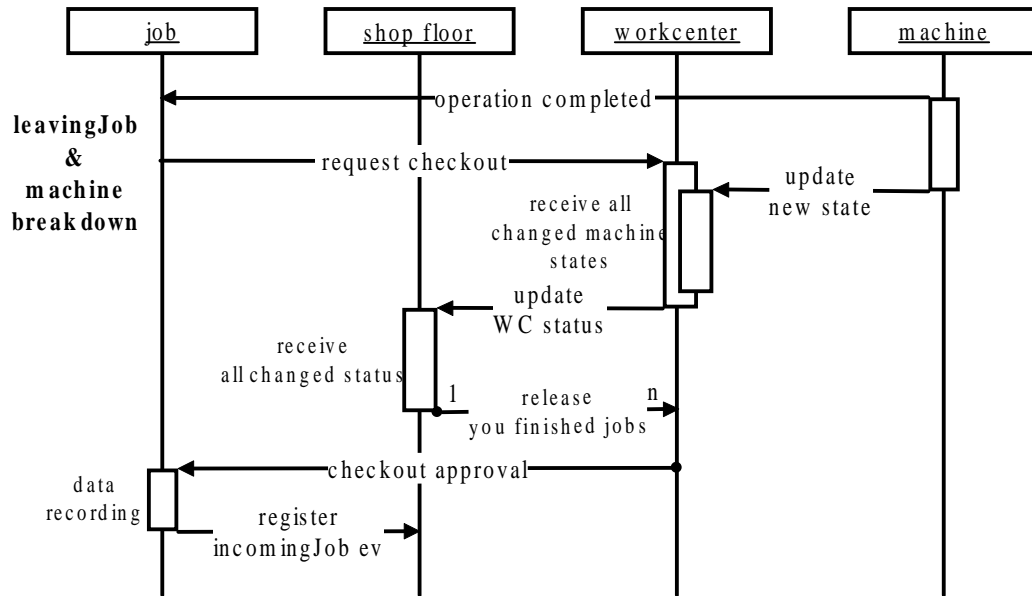 job
shop floor
workcenter
machine
operation completed
leavingJob
&
machine
breakdown
request checkout
update
new state
receive all
changed machine
states
update
WC status
receive
all changed status
1
n
release
you finished jobs
checkout approval
data
recording
register
incomingJob ev